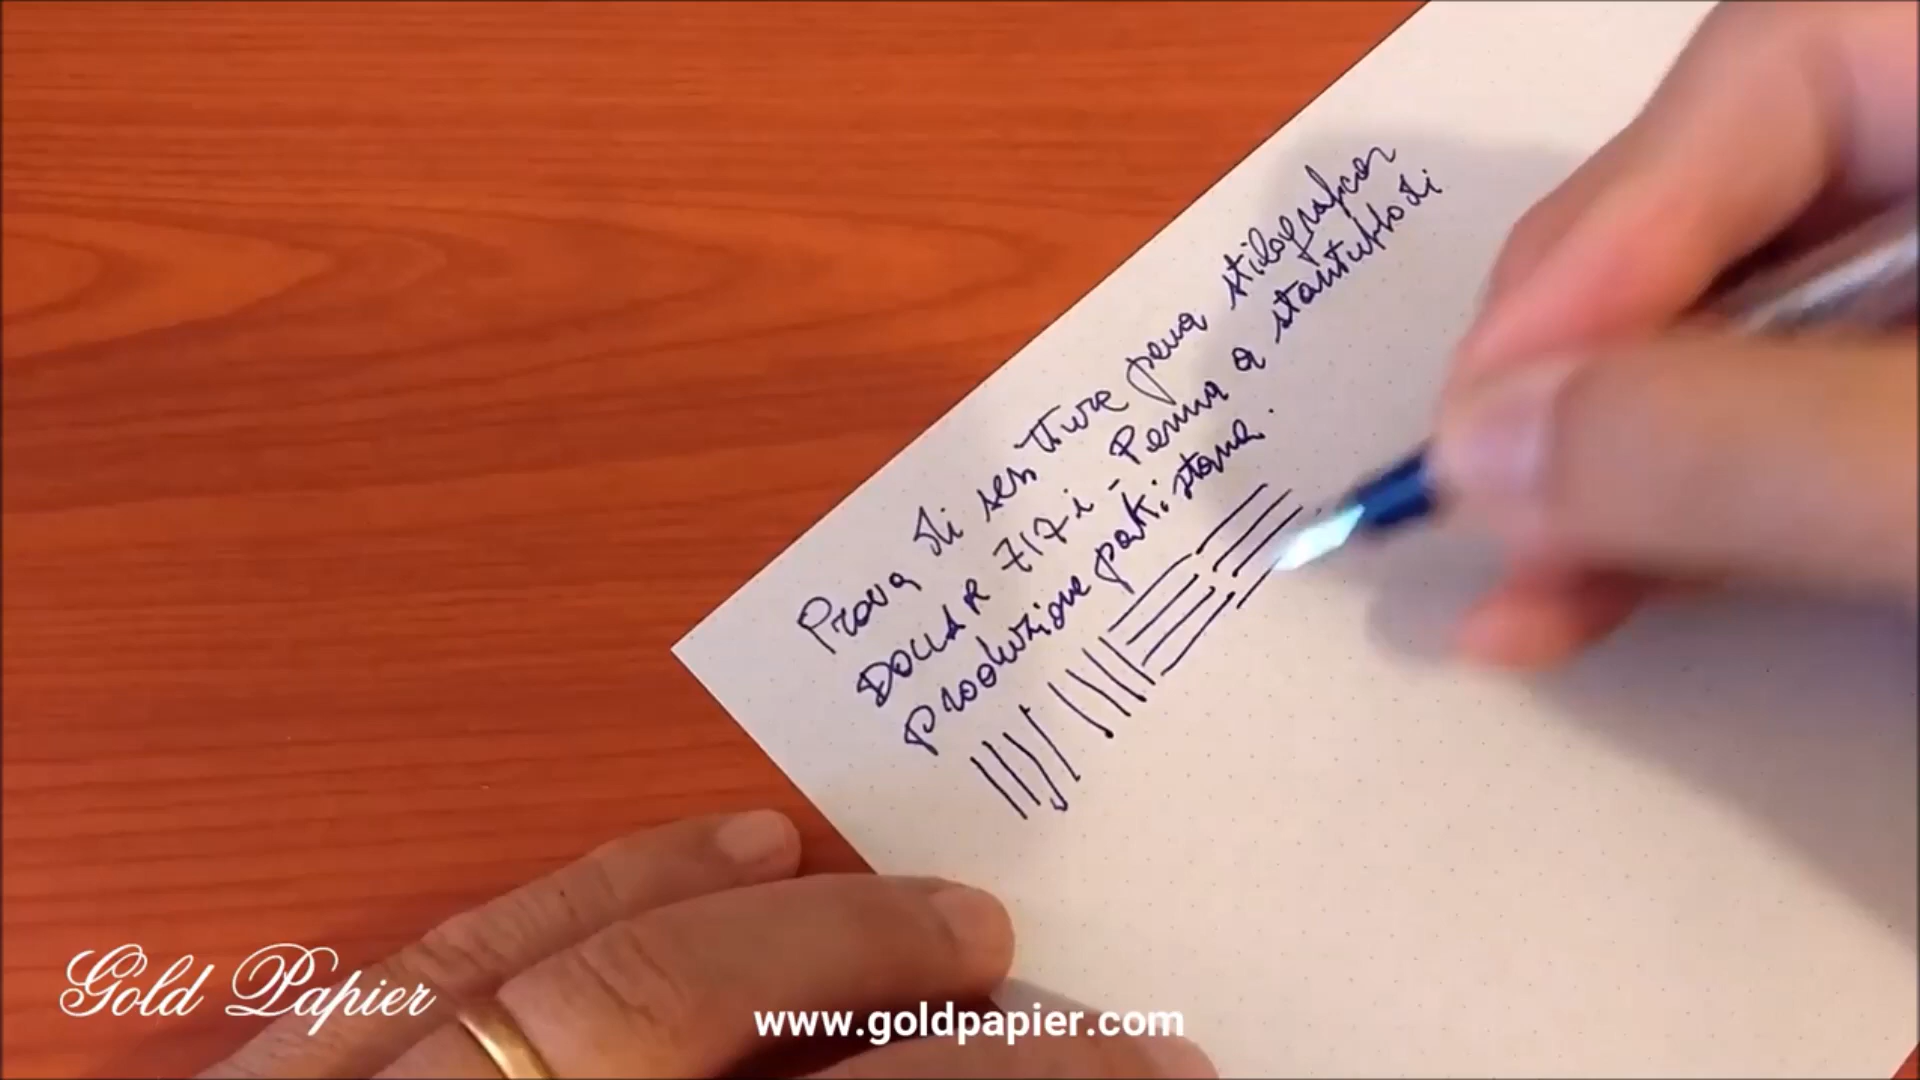 Prova di scrittura penna stilografica
DOLLAR 717i - Penna a stantuffo di
produzione pakistana.
Gold Papier
www.goldpapier.com